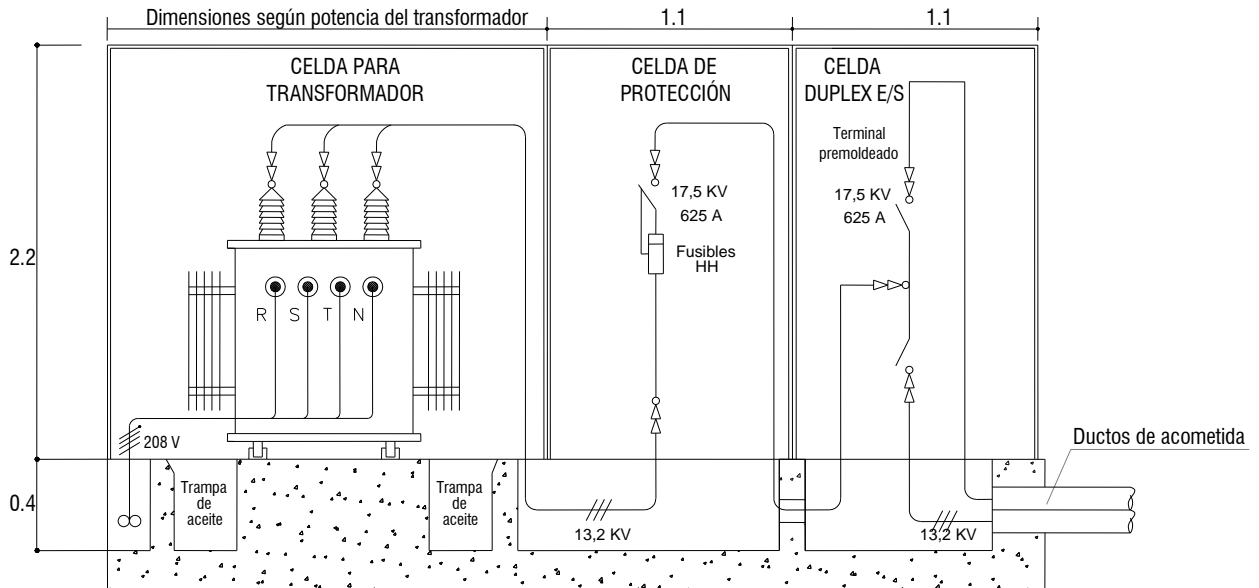 Dimensiones según potencia del transformador
1.1
1.1
CELDA PARA
TRANSFORMADOR
CELDA DE
PROTECCIÓN
CELDA
DUPLEX E/S
Terminal
premoldeado
17,5 KV
625 A
17,5 KV
625 A
Fusibles
HH
2.2
R S T N
208 V
Ductos de acometida
0.4
Trampa
de
aceite
Trampa
de
aceite
13,2 KV
13,2 KV